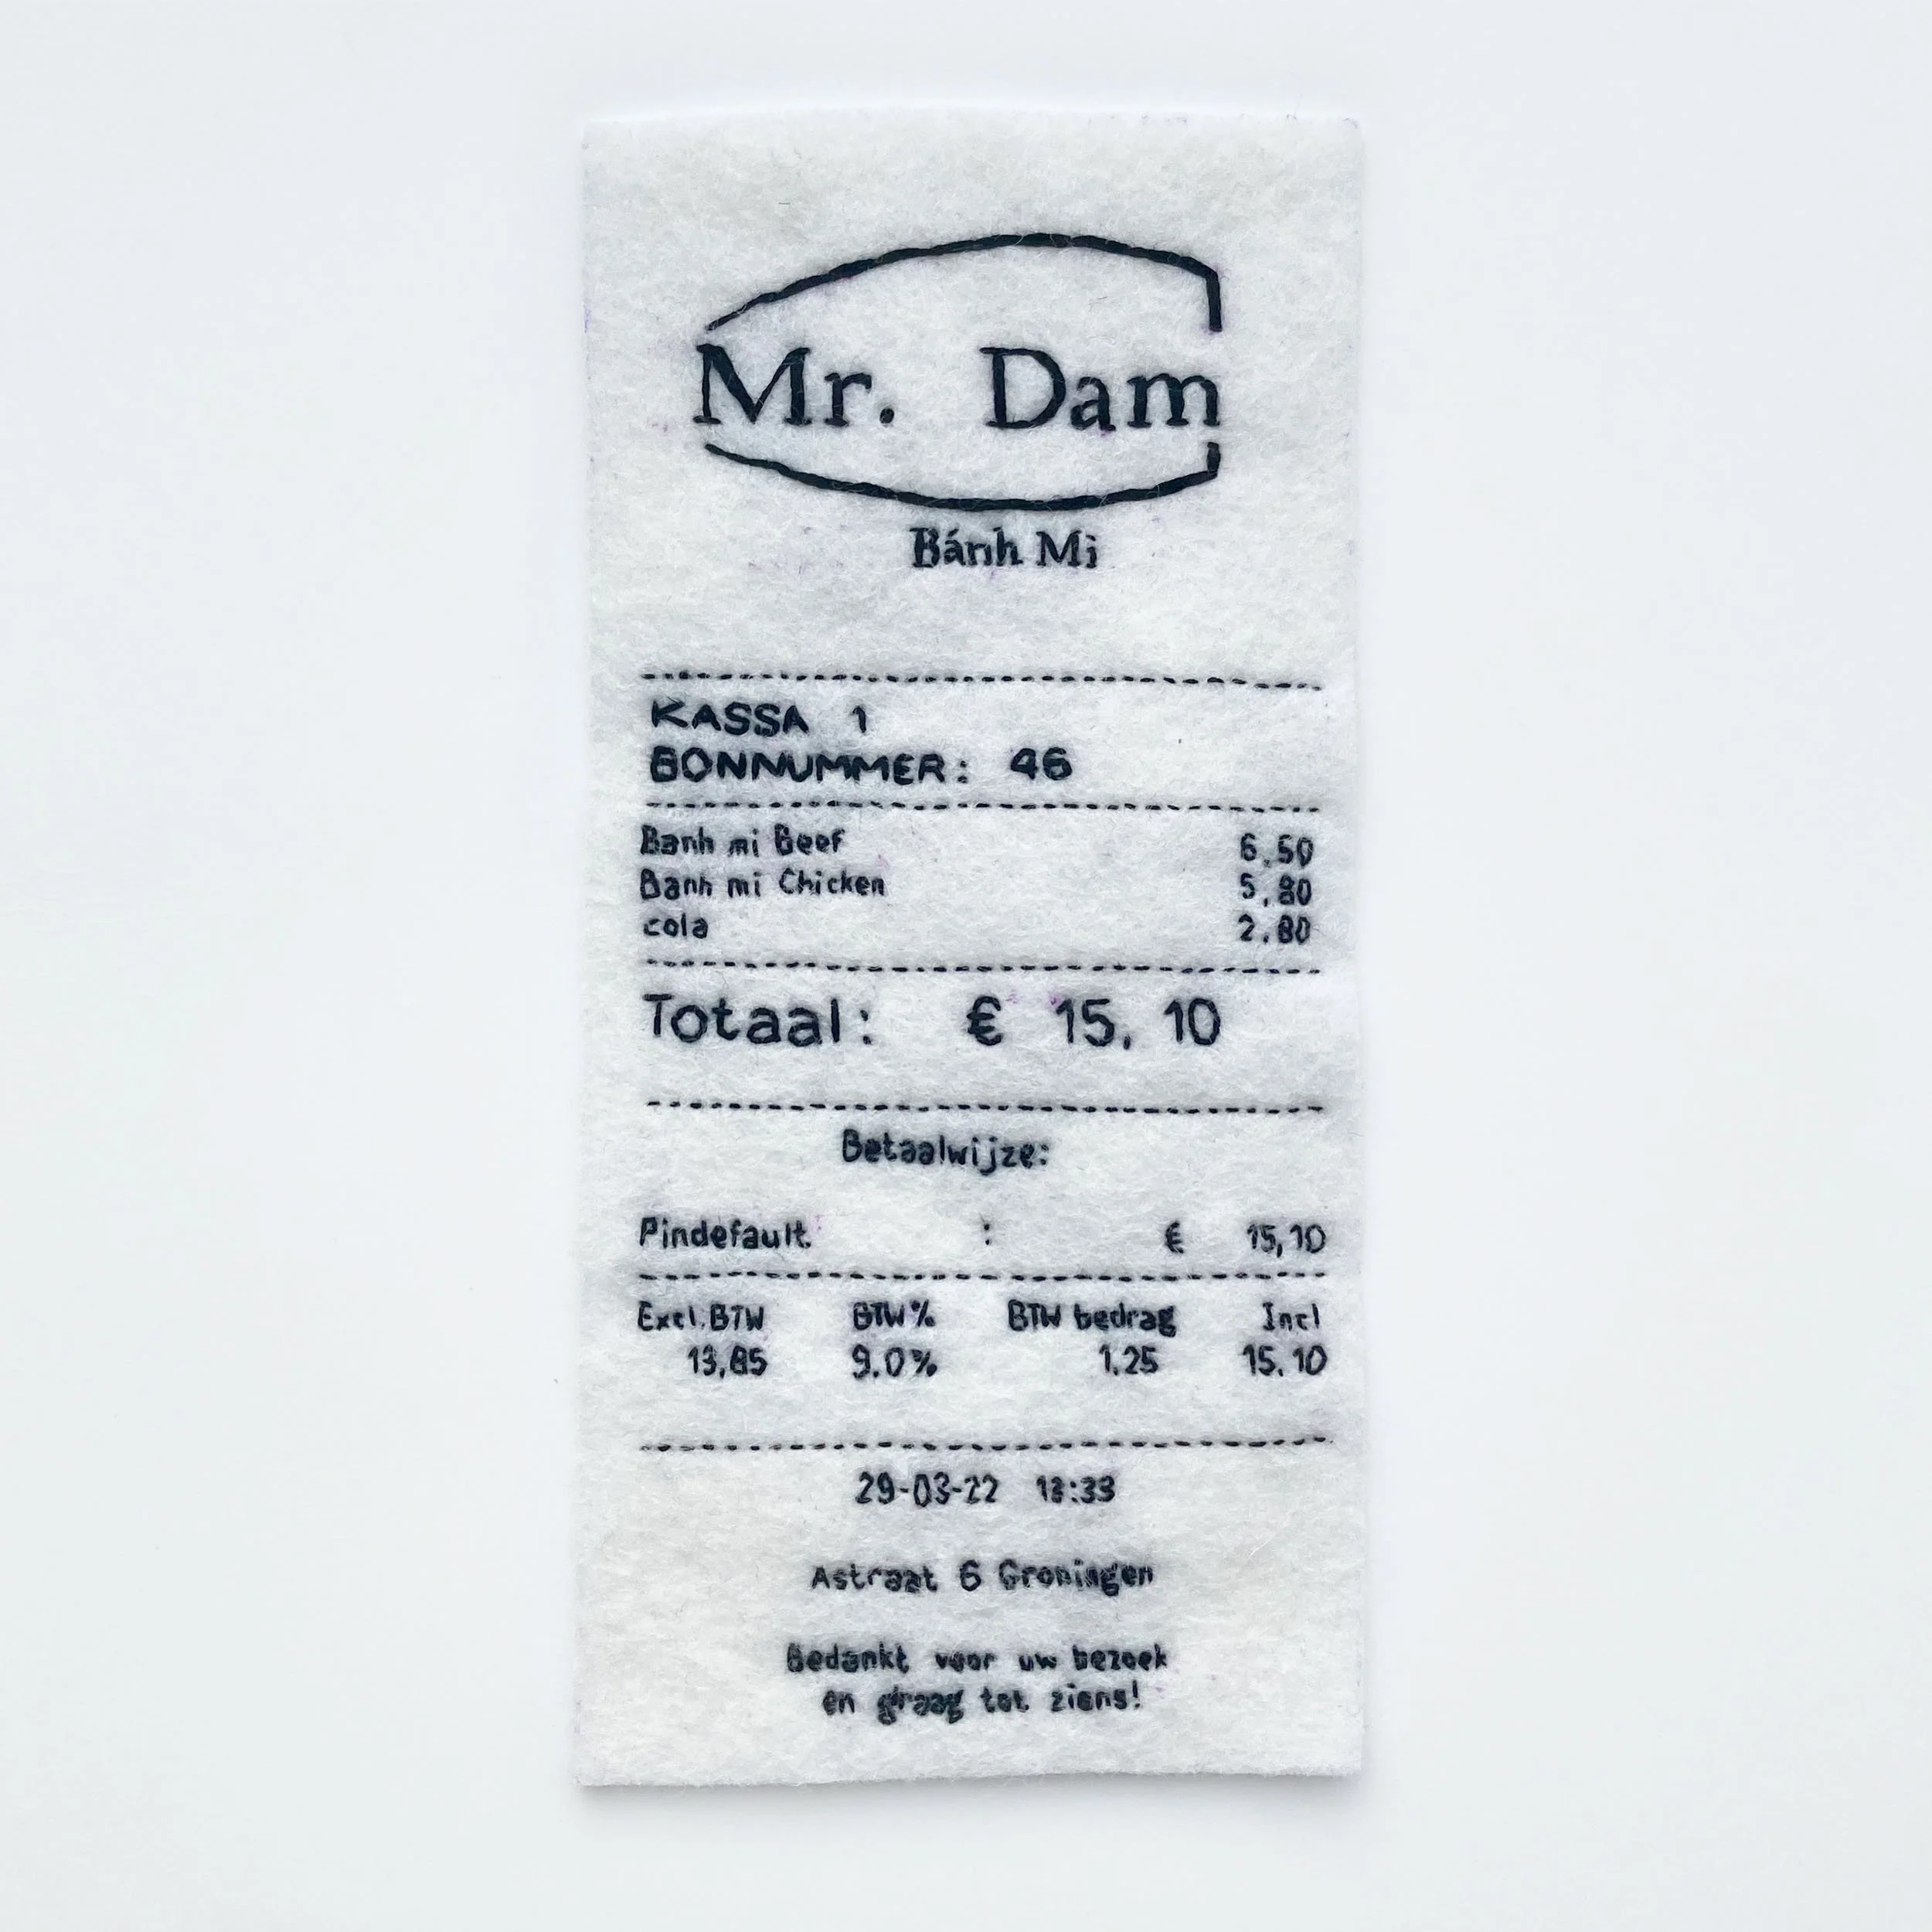 Mr. Dam
Bánh Mi
KASSA 1
BONNUMMER: 46
Banh mi Beef 6.50
Banh mi Chicken 5,80
cola 2.80
Totaal: € 15, 10
Betaalwijze:
Pindefault : € 15,10
Excl.BTW BTW% BTW bedrag Incl
13,85 9.0% 1.25 15.10
29-03-22 13:33
Astraat 6 Groningen
Bedankt voor uw bezoek
en graag tot ziens!